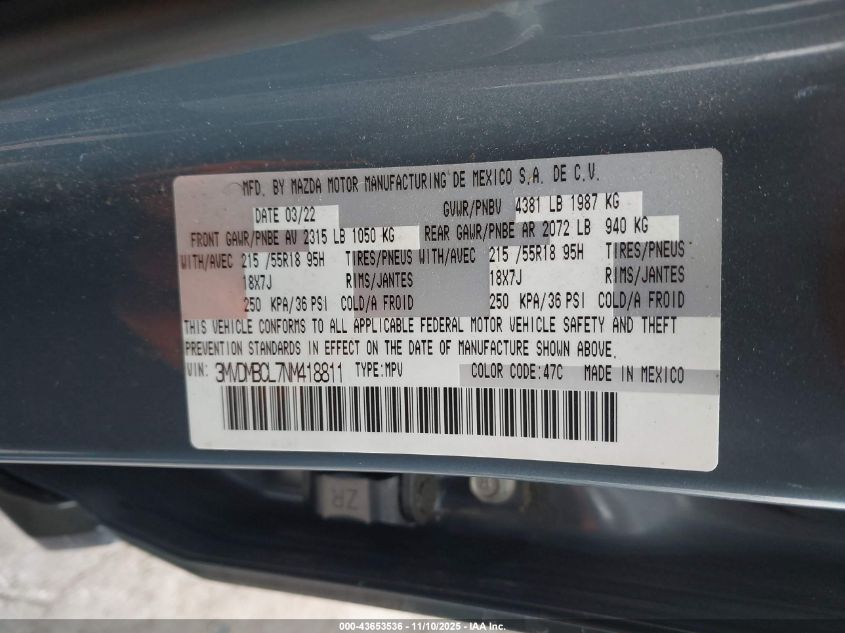 MFD. BY MAZDA MOTOR MANUFACTURING DE MEXICO S.A. DE C.V.
DATE 03/22 GVWR/PNBV 4381 LB 1987 KG
FRONT GAWR/PNBE AV 2315 LB 1050 KG REAR GAWR/PNBE AR 2072 LB 940 KG
WITH/AVEC 215 /55R18 95H TIRES/PNEUS WITH/AVEC 215 /55R18 95H TIRES/PNEUS
18X7J RIMS/JANTES 18X7J RIMS/JANTES
250 KPA/36 PSI COLD/A FROID 250 KPA/36 PSI COLD/A FROID
THIS VEHICLE CONFORMS TO ALL APPLICABLE FEDERAL MOTOR VEHICLE SAFETY AND THEFT
PREVENTION STANDARDS IN EFFECT ON THE DATE OF MANUFACTURE SHOWN ABOVE.
VIN: 3MVDMBCL7NM418811 TYPE:MPV COLOR CODE:47C MADE IN MEXICO
ZR
000-43653536 - 11/10/2025 - IAA Inc.